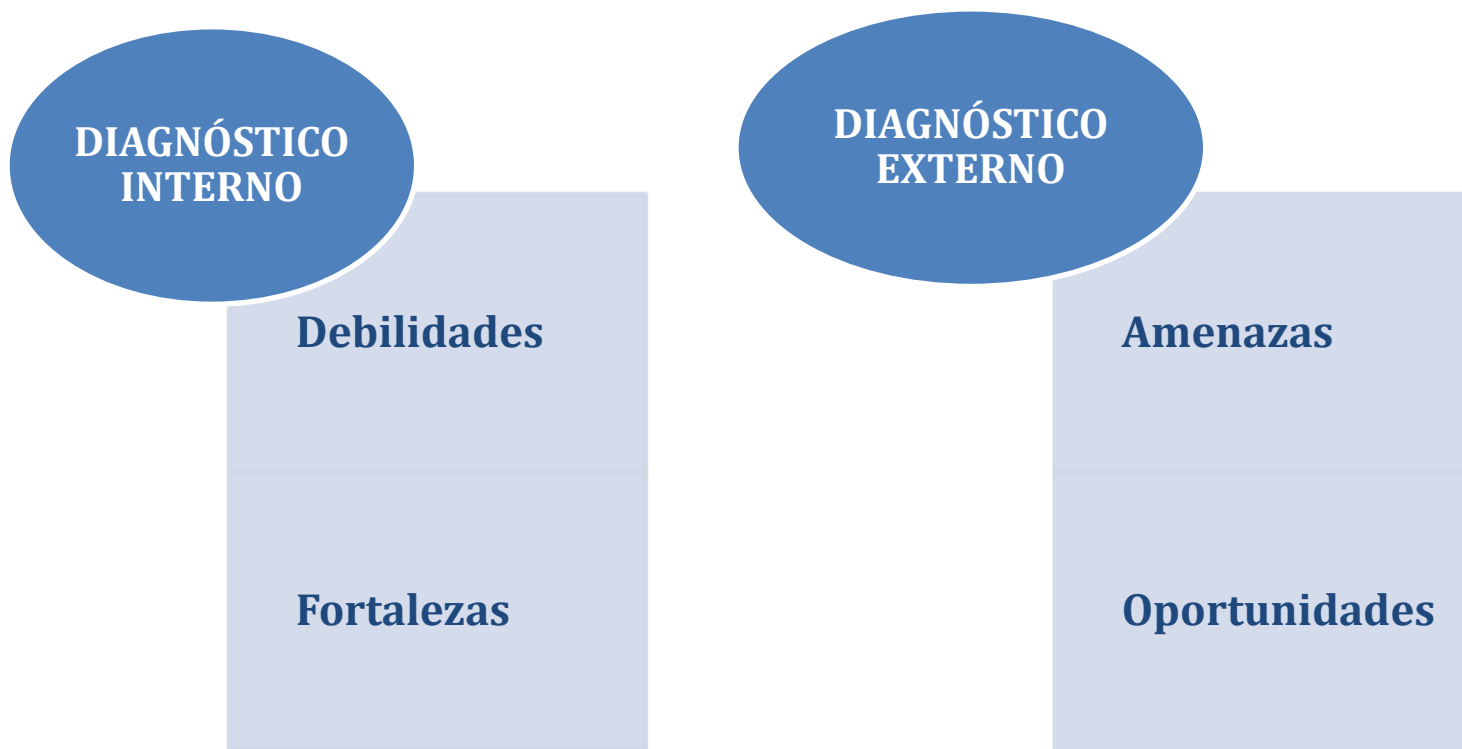 DIAGNÓSTICO
INTERNO
Debilidades
Fortalezas
DIAGNÓSTICO
EXTERNO
Amenazas
Oportunidades